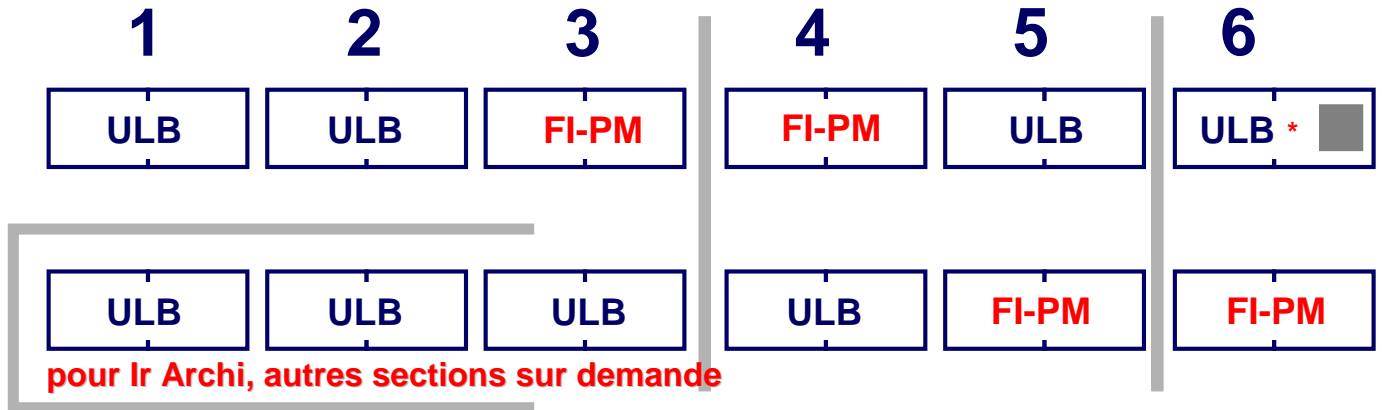 1 2 3 4 5 6
ULB ULB FI-PM FI-PM ULB ULB *
ULB ULB ULB ULB FI-PM FI-PM
pour Ir Archi, autres sections sur demande